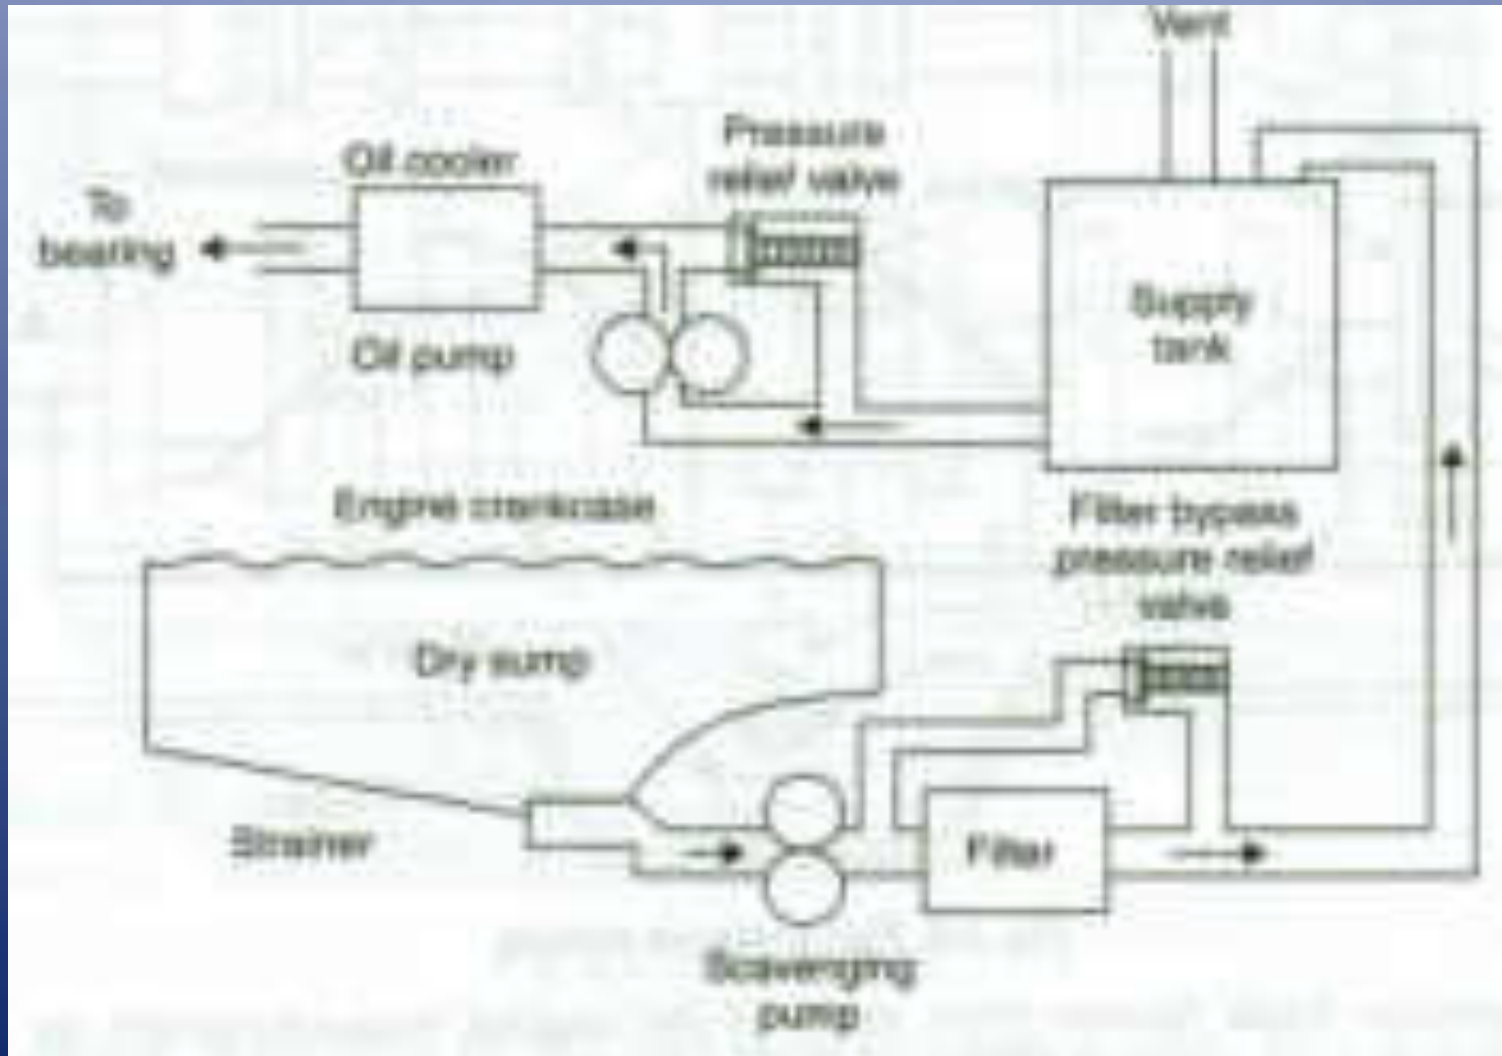 Vent
Pressure
relief valve
Oil cooler
To
bearing
Supply
tank
Oil pump
Engine crankcase
Filter bypass
pressure relief
valve
Dry sump
Strainer
Filter
Scavenging
pump